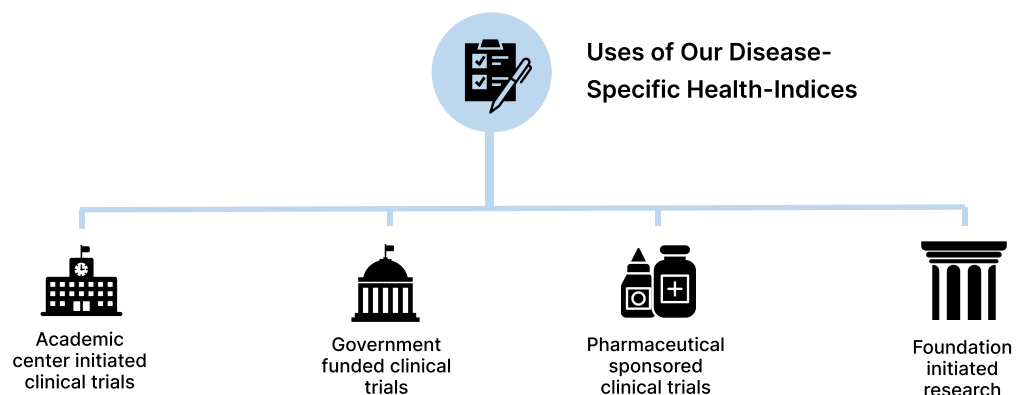 Uses of Our Disease-
Specific Health-Indices
Academic
center initiated
clinical trials
Government
funded clinical
trials
Pharmaceutical
sponsored
clinical trials
Foundation
initiated
research